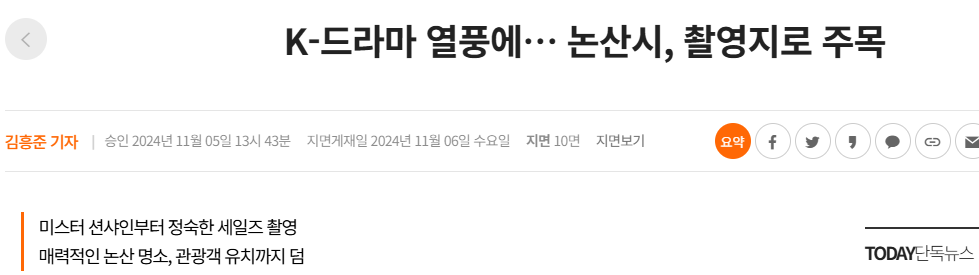 K-드라마 열풍에… 논산시, 촬영지로 주목
김흥준 기자 | 승인 2024년 11월 05일 13시 43분 지면게재일 2024년 11월 06일 수요일 지면 10면 지면보기
요약
미스터 션샤인부터 정숙한 세일즈 촬영
매력적인 논산 명소, 관광객 유치까지 덤
TODAY단독뉴스